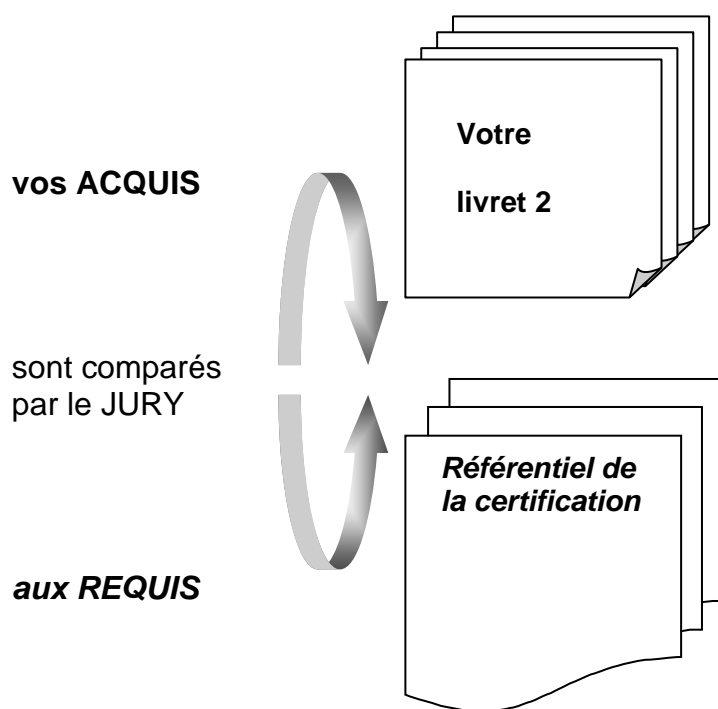 Votre
livret 2
vos ACQUIS
sont comparés
par le JURY
Référentiel de
la certification
aux REQUIS